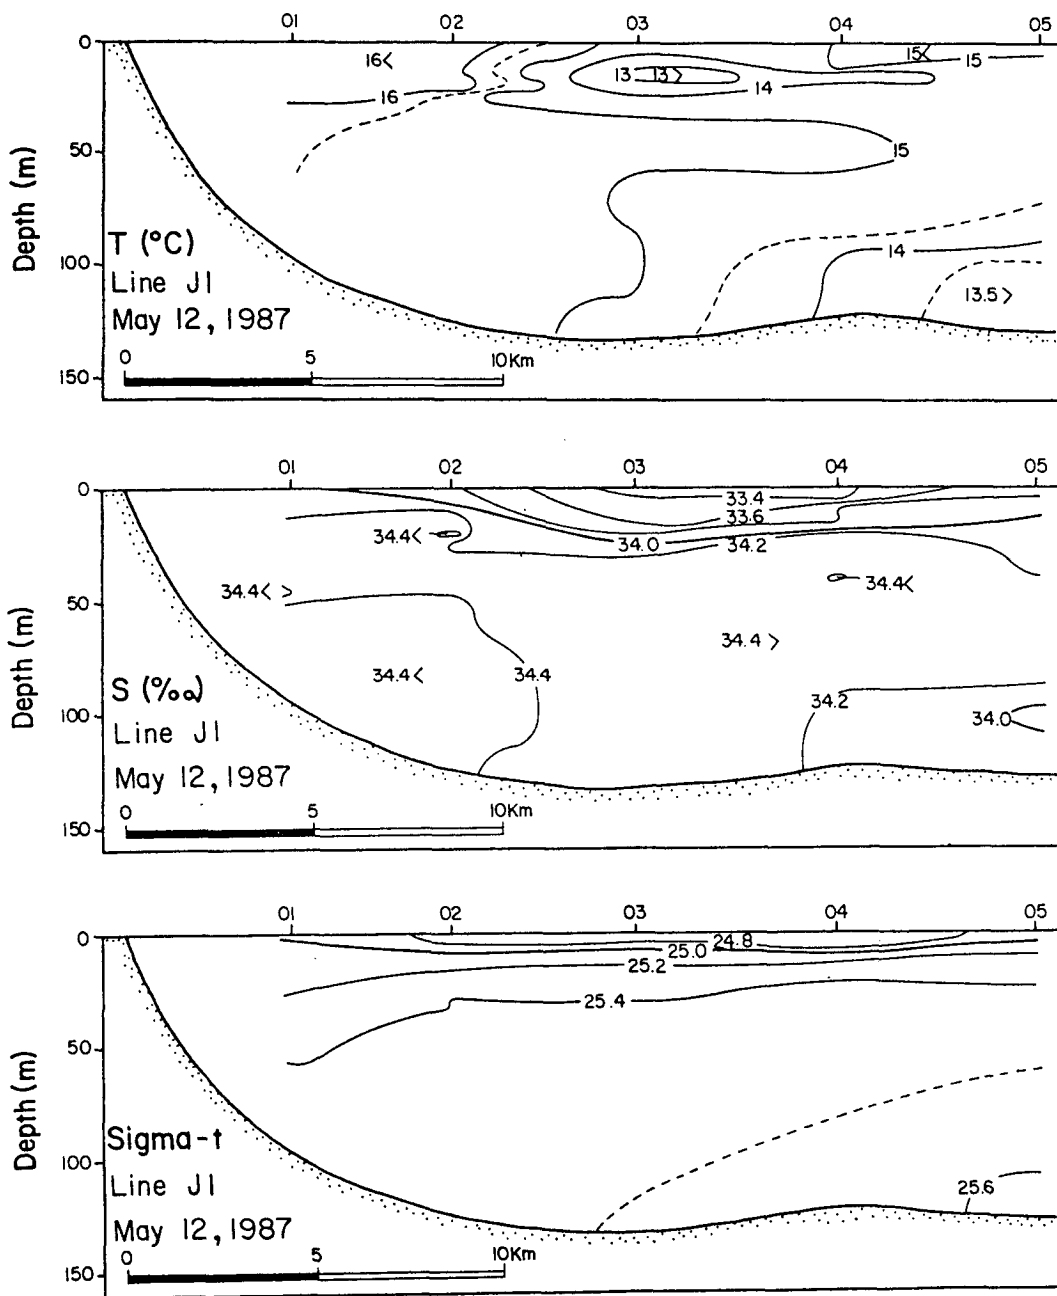 01 02 03 04 05
0
50
100
150
Depth (m)
16<
16
13
13>
14
15<
15
15
14
13.5>
T (°C)
Line J1
May 12, 1987
0 5 10Km
01 02 03 04 05
0
50
100
150
Depth (m)
33.4
33.6
34.0
34.2
34.4<
34.4<
34.4< >
34.4 >
34.4<
34.4
34.2
34.0
S (‰)
Line J1
May 12, 1987
0 5 10Km
01 02 03 04 05
0
50
100
150
Depth (m)
24.8
25.0
25.2
25.4
25.6
Sigma-t
Line J1
May 12, 1987
0 5 10Km